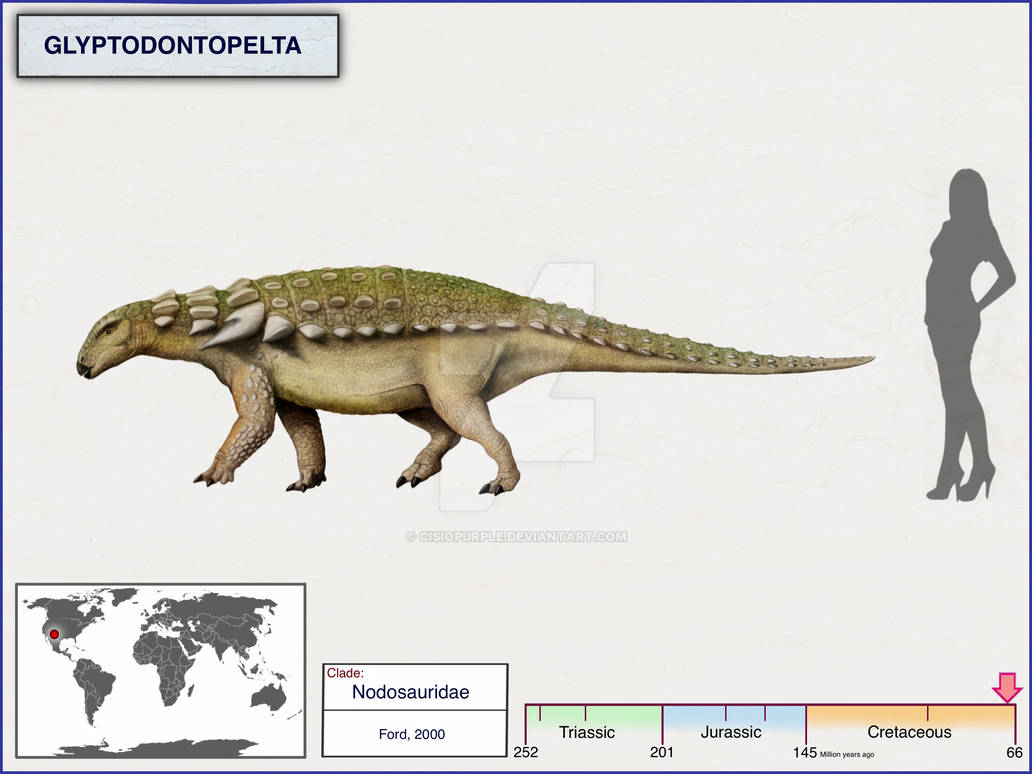 GLYPTODONTOPELTA
© CISIOPURPLE.DEVIANTART.COM
Clade:
Nodosauridae
Ford, 2000
Triassic Jurassic Cretaceous
252 201 145 Million years ago 66